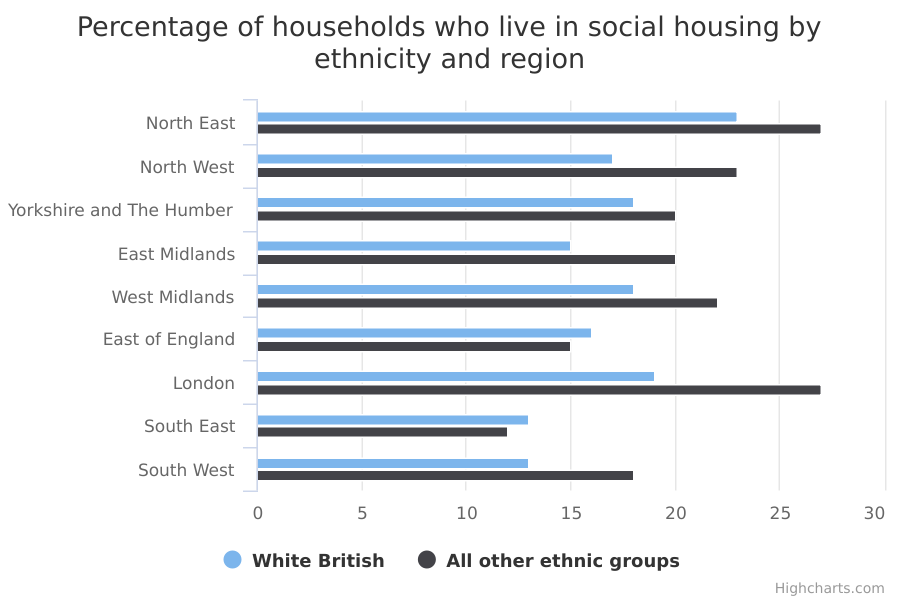 Percentage of households who live in social housing by
ethnicity and region
North East
North West
Yorkshire and The Humber
East Midlands
West Midlands
East of England
London
South East
South West
0 5 10 15 20 25 30
White British All other ethnic groups
Highcharts.com